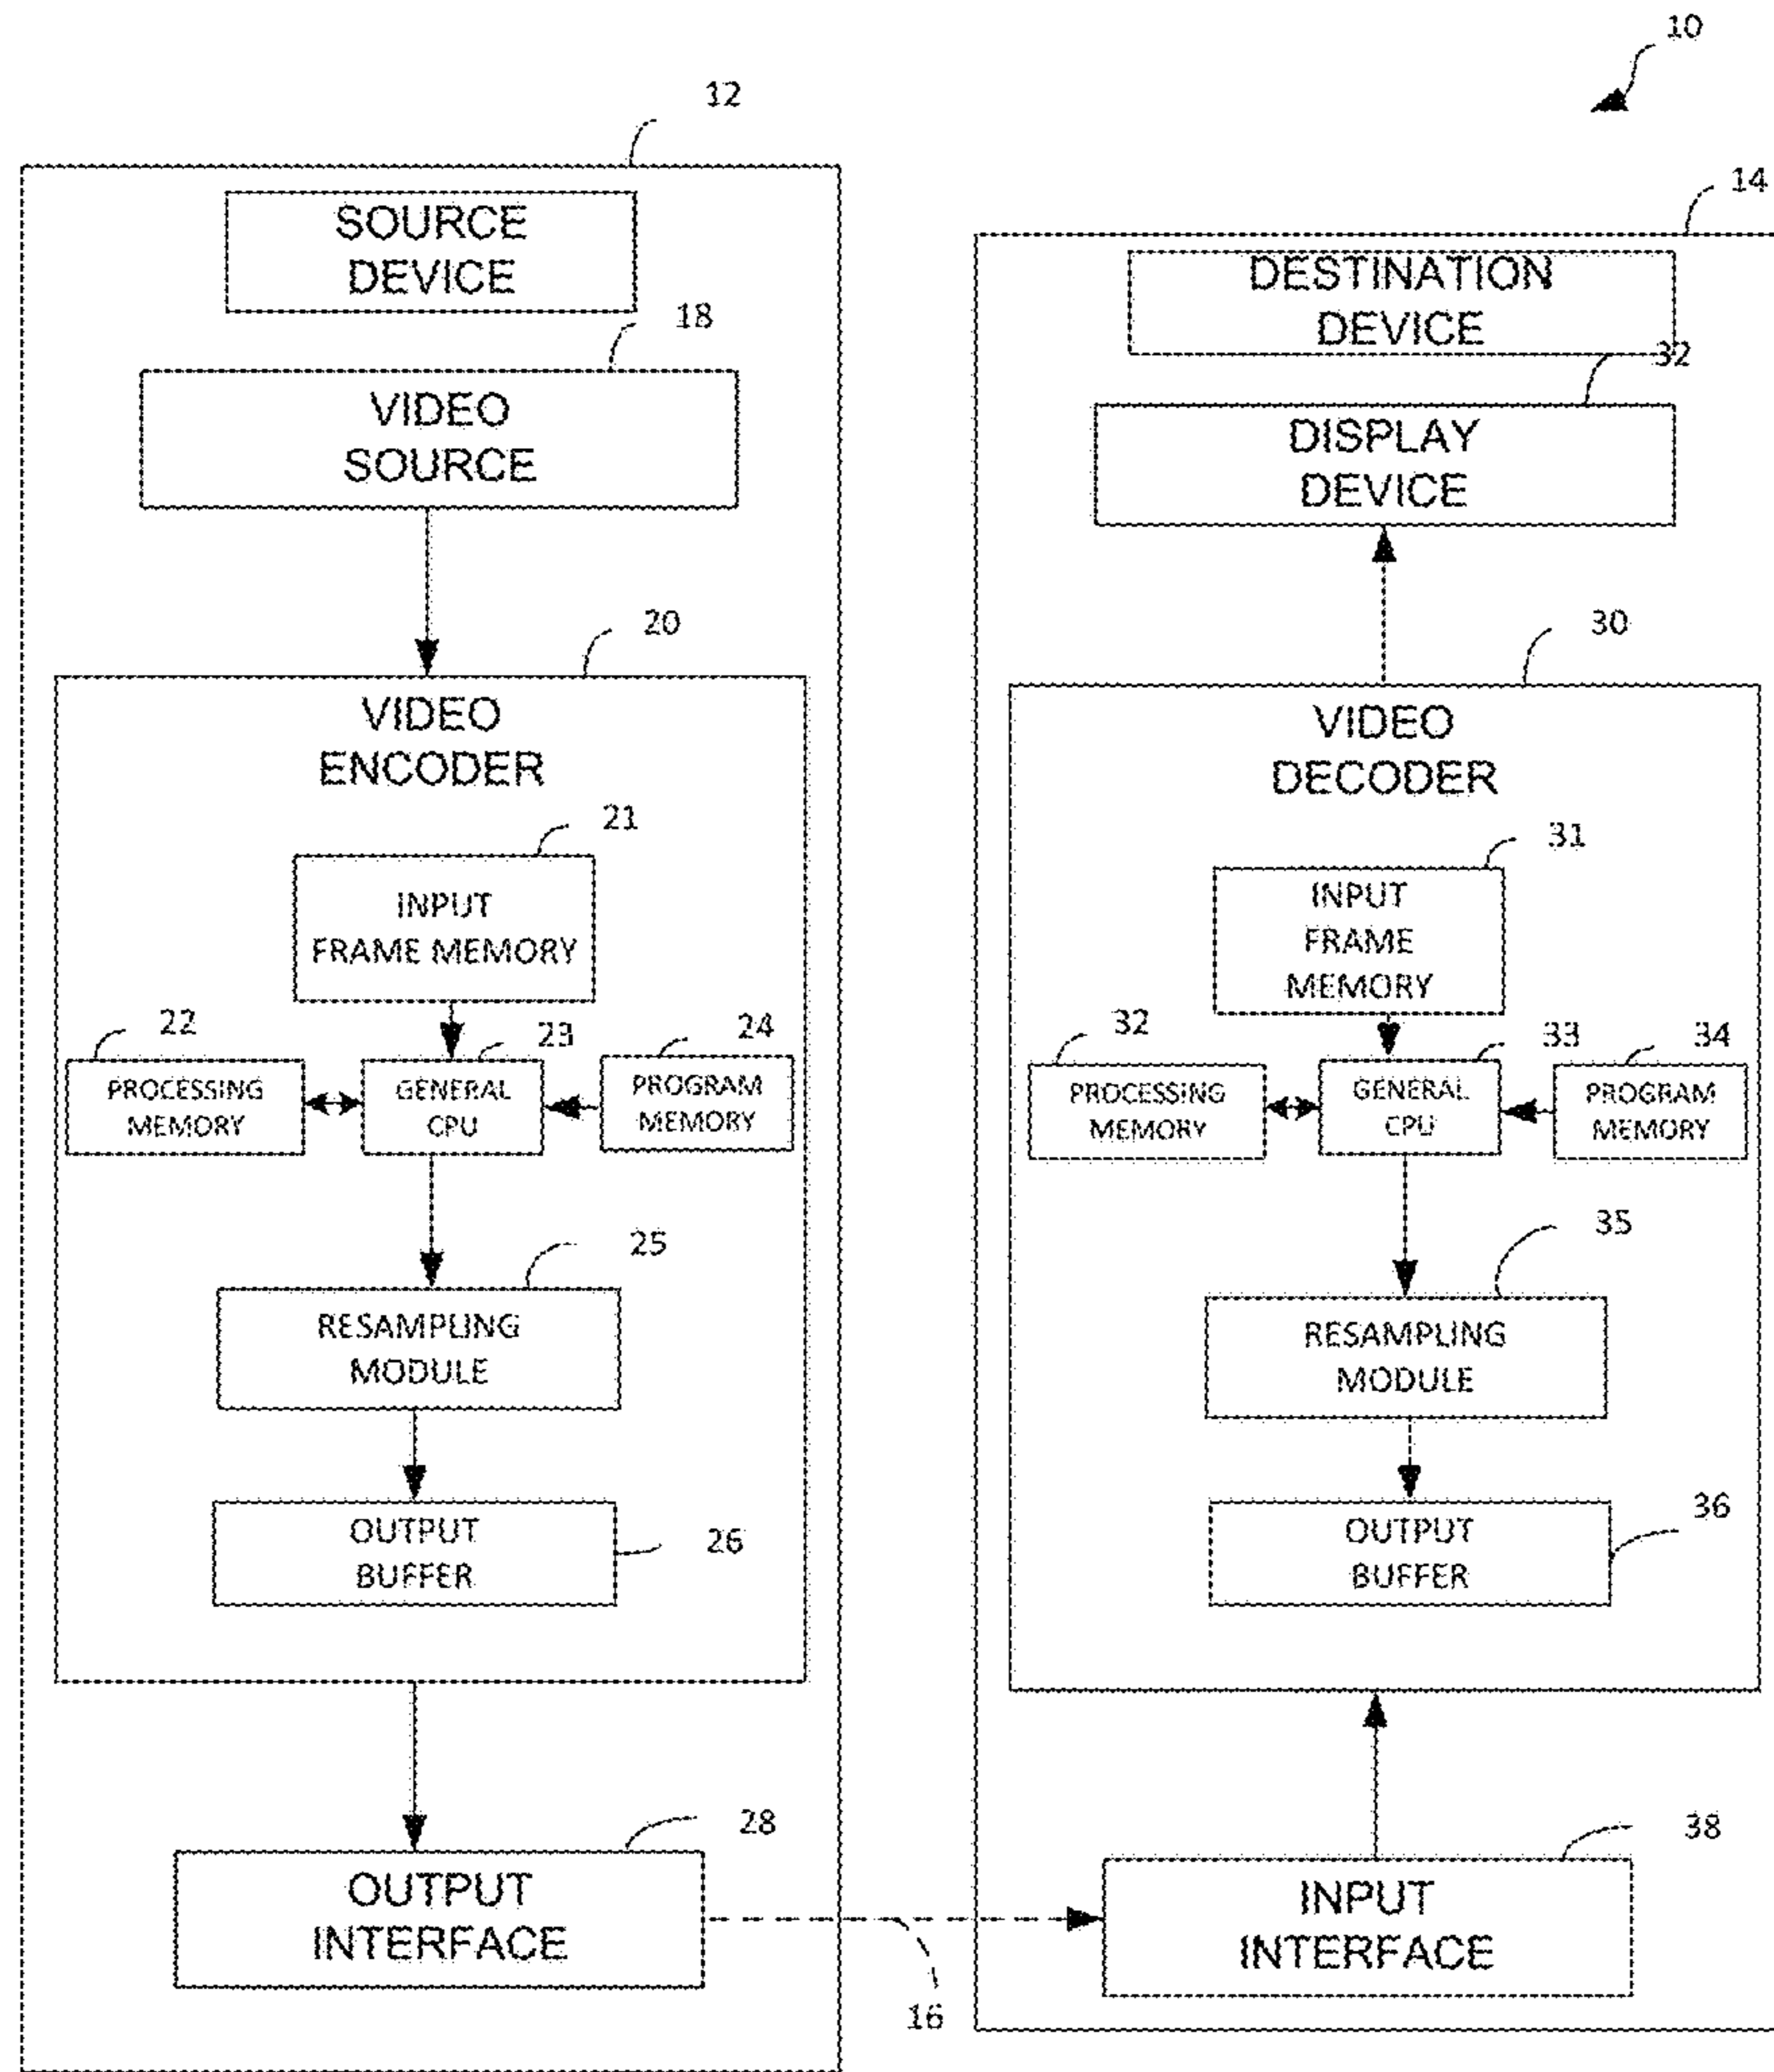 10
12
SOURCE
DEVICE
18
VIDEO
SOURCE
20
VIDEO
ENCODER
21
INPUT
FRAME MEMORY
22
23
24
PROCESSING
MEMORY
GENERAL
CPU
PROGRAM
MEMORY
25
RESAMPLING
MODULE
OUTPUT
BUFFER
26
28
OUTPUT
INTERFACE
16
14
DESTINATION
DEVICE
32
DISPLAY
DEVICE
30
VIDEO
DECODER
31
INPUT
FRAME
MEMORY
32
33
34
PROCESSING
MEMORY
GENERAL
CPU
PROGRAM
MEMORY
35
RESAMPLING
MODULE
36
OUTPUT
BUFFER
38
INPUT
INTERFACE